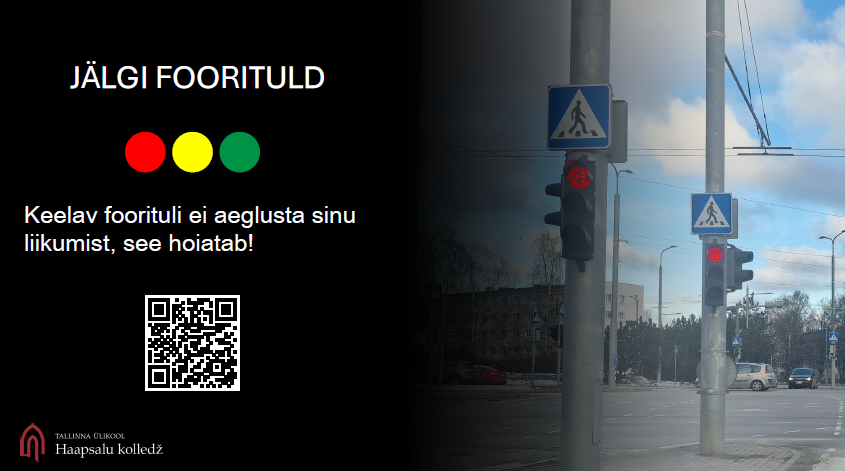 JÄLGI FOORITULD
Keelav foorituli ei aeglusta sinu
liikumist, see hoiatab!
TALLINNA ÜLIKOOL
Haapsalu kolledž